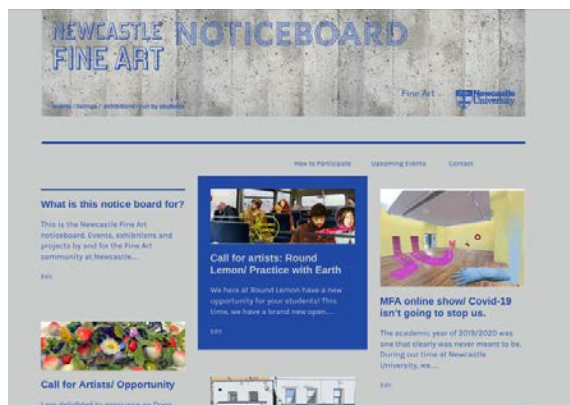 NEWCASTLE NOTICEBOARD
FINE ART
events / listings / exhibitions / run by students
Fine Art
Newcastle
University
How to Participate
Upcoming Events
Contact
What is this notice board for?
This is the Newcastle Fine Art
noticeboard. Events, exhibitions and
projects by and for the Fine Art
community at Newcastle....
Edit
Call for Artists/ Opportunity
Call for artists: Round
Lemon/ Practice with Earth
We here at Round Lemon have a new
opportunity for your students! This
time, we have a brand new open....
Edit
MFA online show/ Covid-19
isn't going to stop us.
The academic year of 2019/2020 was
one that clearly was never meant to be.
During our time at Newcastle
University, we....
Edit